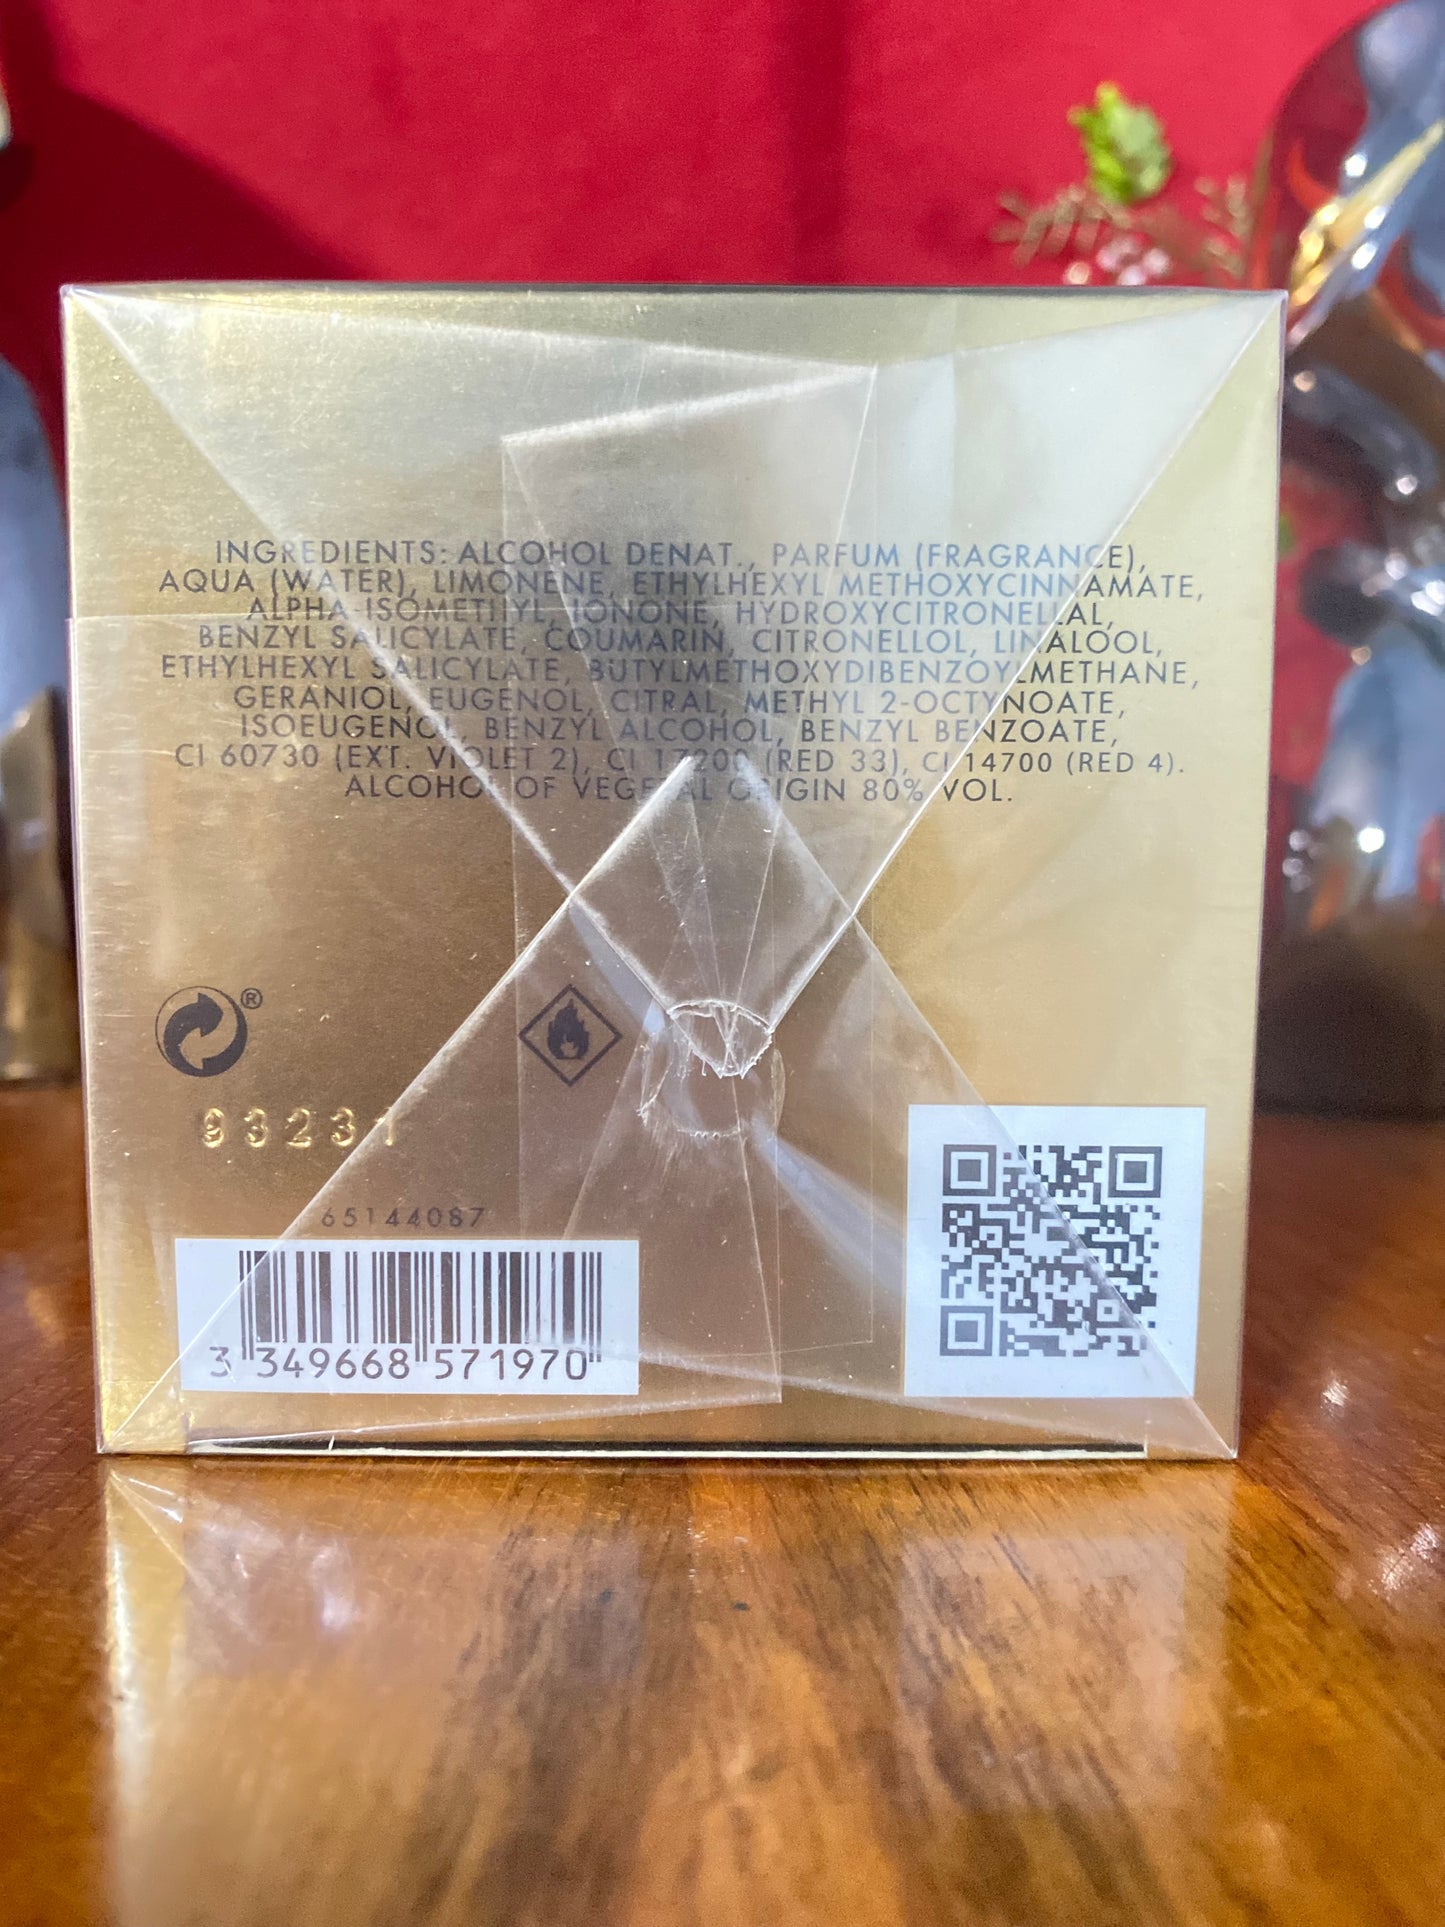 INGREDIENTS: ALCOHOL DENAT., PARFUM (FRAGRANCE),
AQUA (WATER), LIMONENE, ETHYLHEXYL METHOXYCINNAMATE,
ALPHA-ISOMETHYL IONONE, HYDROXYCITRONELLAL,
BENZYL SALICYLATE, COUMARIN, CITRONELLOL, LINALOOL,
ETHYLHEXYL SALICYLATE, BUTYLMETHOXYDIBENZOYLMETHANE,
GERANIOL, EUGENOL, CITRAL, METHYL 2-OCTYNOATE,
ISOEUGENOL, BENZYL ALCOHOL, BENZYL BENZOATE,
CI 60730 (EXT. VIOLET 2), CI 17200 (RED 33), CI 14700 (RED 4).
ALCOHOL OF VEGETAL ORIGIN 80% VOL.
®
93231
65144087
3 349668 571970